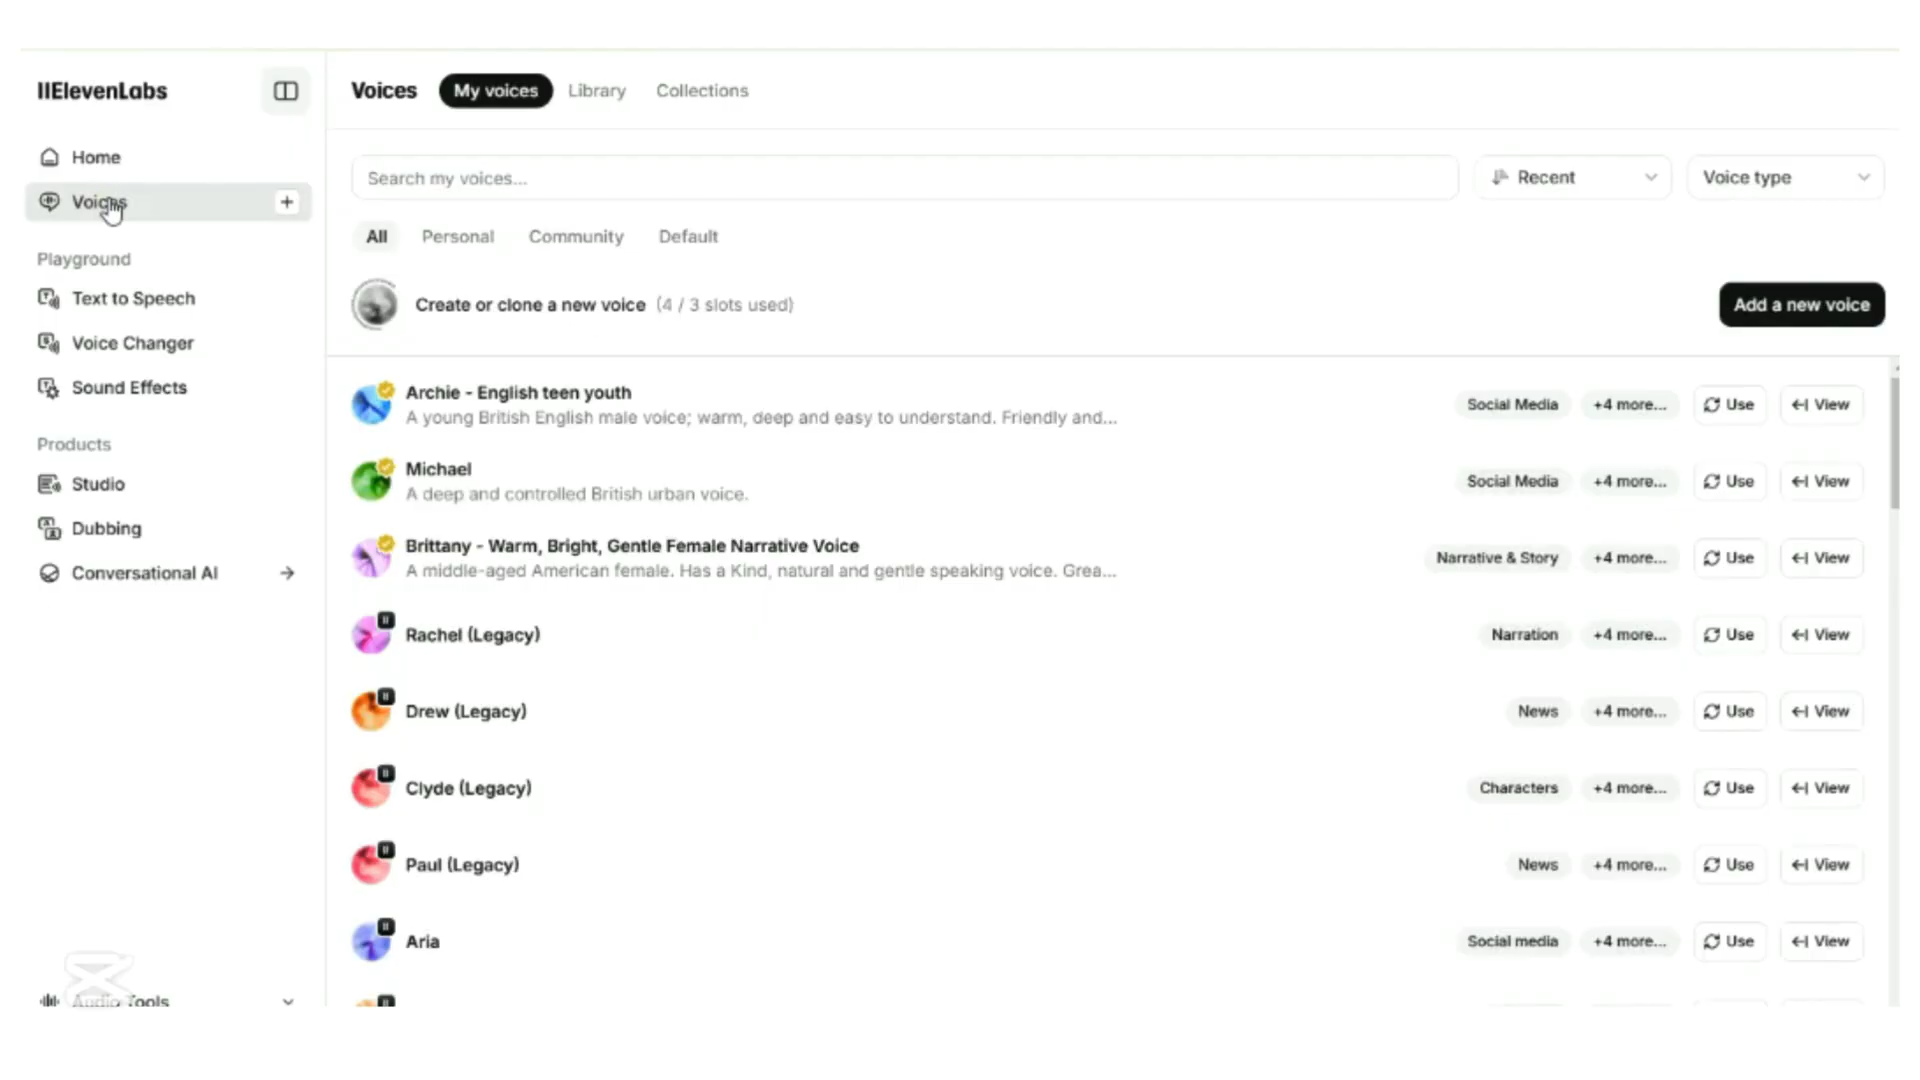 IIElevenLabs
Home
Voices
Playground
Text to Speech
Voice Changer
Sound Effects
Products
Studio
Dubbing
Conversational AI
Audio Tools
Voices My voices Library Collections
Search my voices... Recent Voice type
All Personal Community Default
Create or clone a new voice (4 / 3 slots used) Add a new voice
Archie - English teen youth
A young British English male voice; warm, deep and easy to understand. Friendly and...
Social Media +4 more... Use View
Michael
A deep and controlled British urban voice.
Social Media +4 more... Use View
Brittany - Warm, Bright, Gentle Female Narrative Voice
A middle-aged American female. Has a Kind, natural and gentle speaking voice. Grea...
Narrative & Story +4 more... Use View
Rachel (Legacy) Narration +4 more... Use View
Drew (Legacy) News +4 more... Use View
Clyde (Legacy) Characters +4 more... Use View
Paul (Legacy) News +4 more... Use View
Aria Social media +4 more... Use View